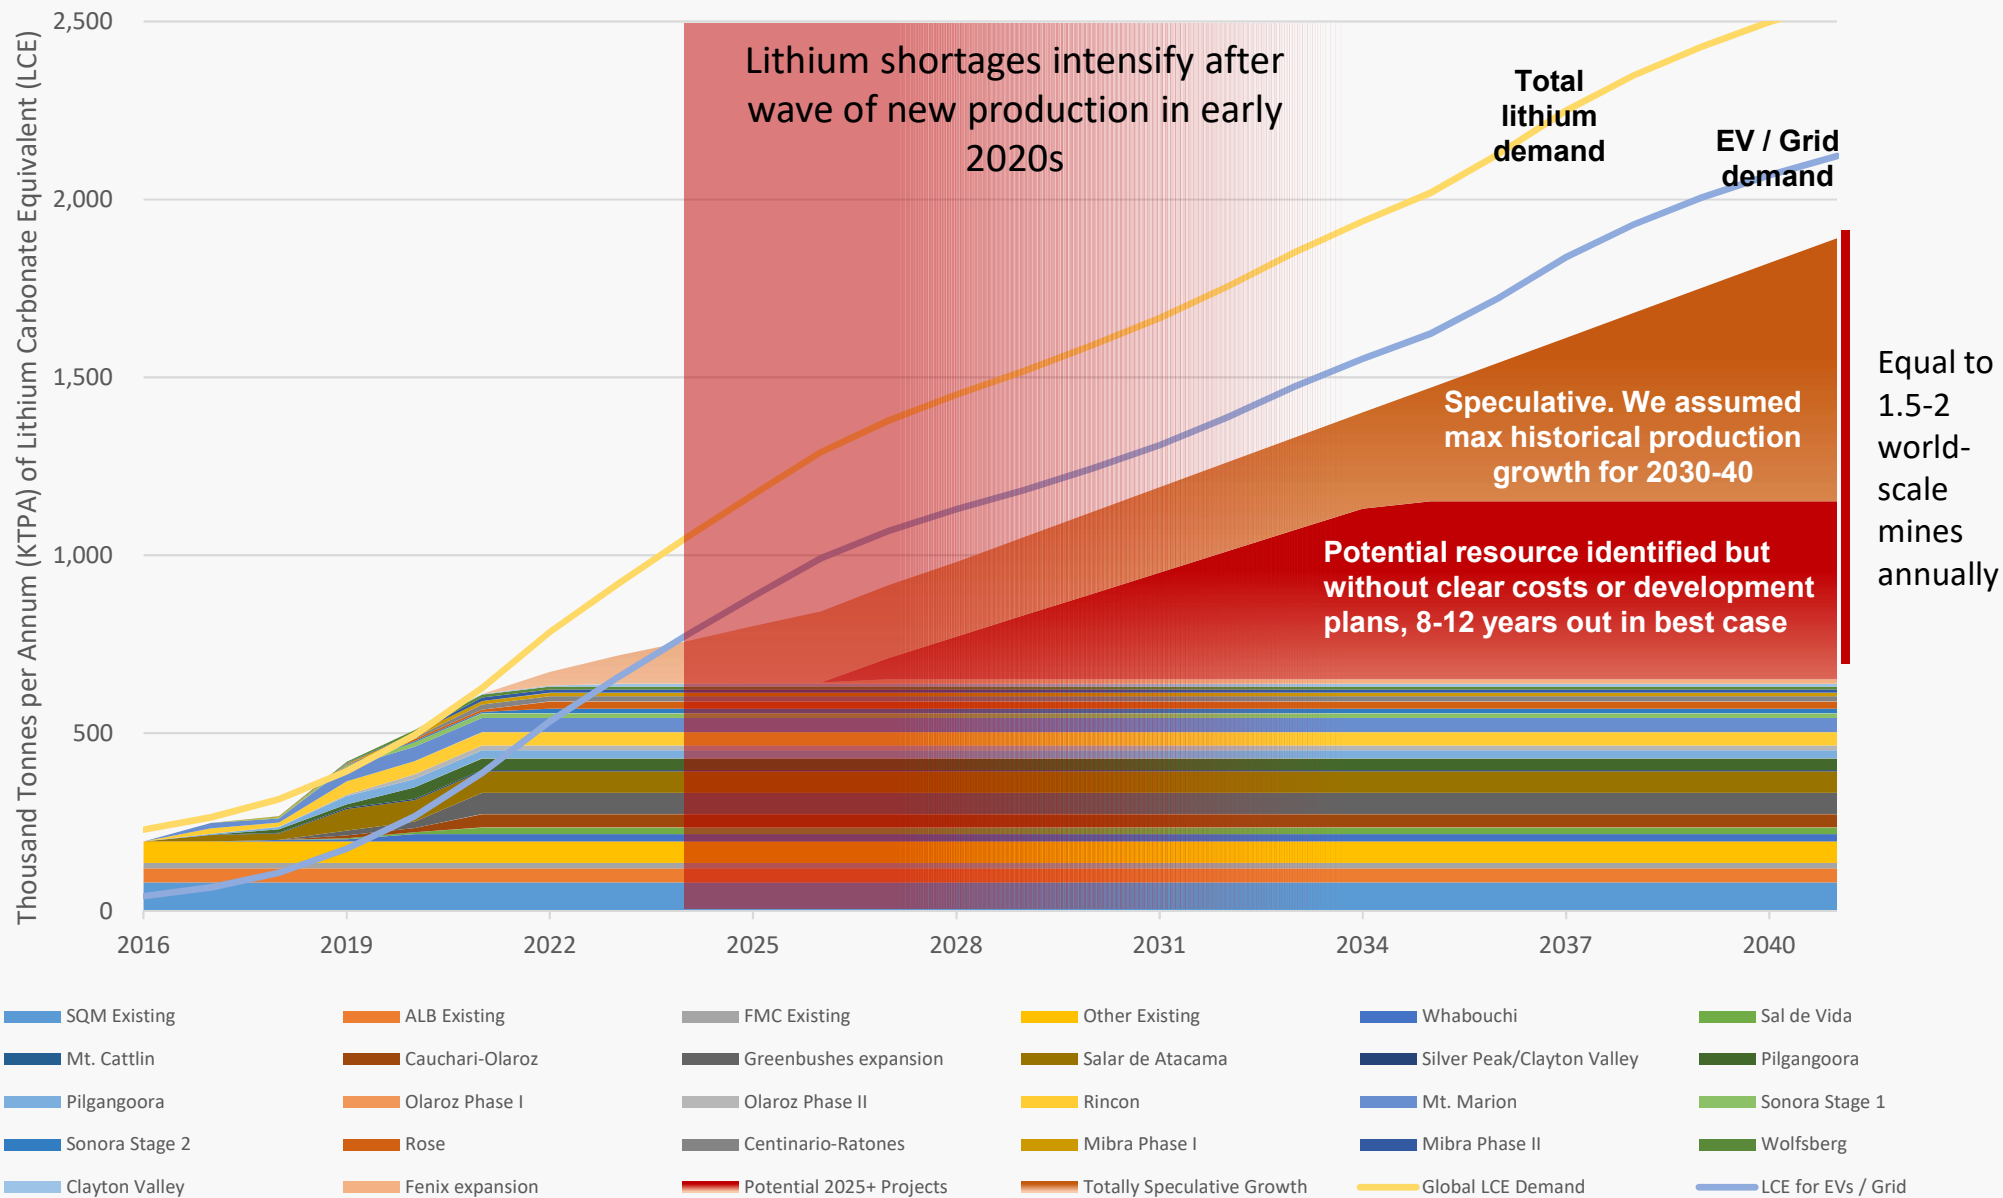 Thousand Tonnes per Annum (KTPA) of Lithium Carbonate Equivalent (LCE)
2,500
2,000
1,500
1,000
500
0
Lithium shortages intensify after
wave of new production in early
2020s
Total
lithium
demand
EV / Grid
demand
Speculative. We assumed
max historical production
growth for 2030-40
Potential resource identified but
without clear costs or development
plans, 8-12 years out in best case
Equal to
1.5-2
world-
scale
mines
annually
2016 2019 2022 2025 2028 2031 2034 2037 2040
SQM Existing ALB Existing FMC Existing Other Existing Whabouchi Sal de Vida
Mt. Cattlin Cauchari-Olaroz Greenbushes expansion Salar de Atacama Silver Peak/Clayton Valley Pilgangoora
Pilgangoora Olaroz Phase I Olaroz Phase II Rincon Mt. Marion Sonora Stage 1
Sonora Stage 2 Rose Centinario-Ratones Mibra Phase I Mibra Phase II Wolfsberg
Clayton Valley Fenix expansion Potential 2025+ Projects Totally Speculative Growth Global LCE Demand LCE for EVs / Grid